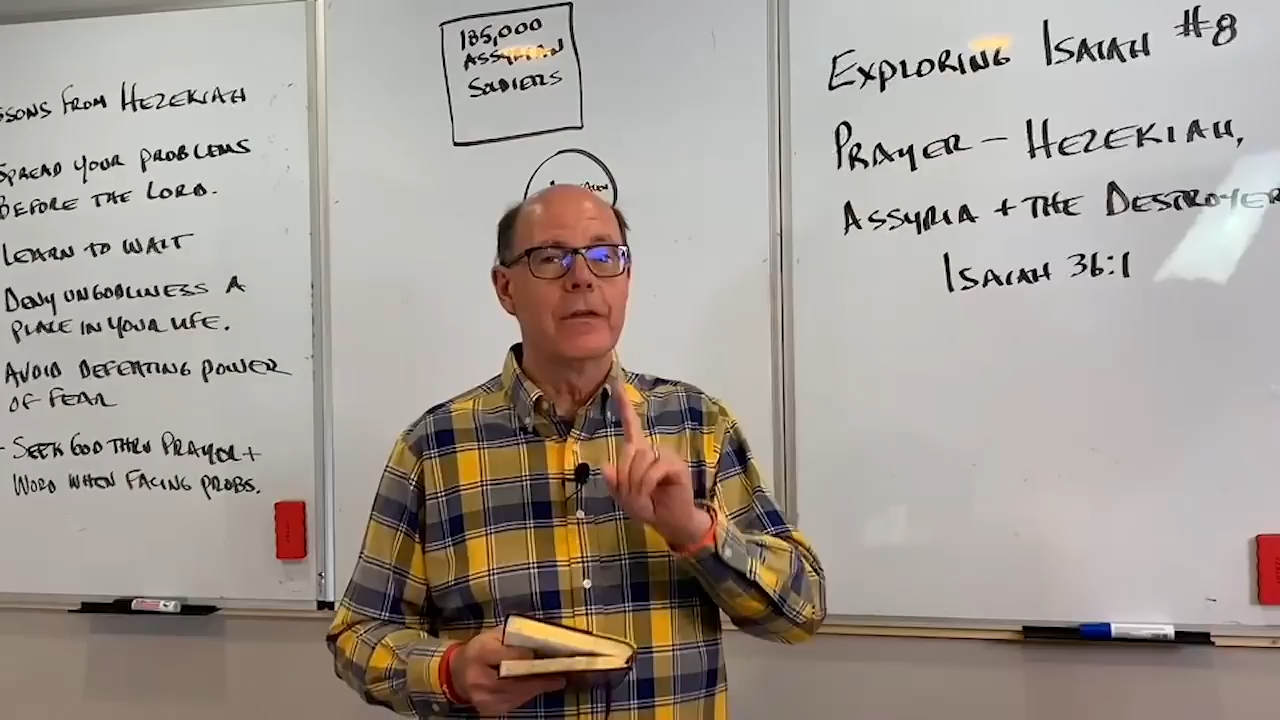 SSONS FROM HEZEKIAH
SPREAD YOUR PROBLEMS
BEFORE THE LORD.
LEARN TO WAIT
DENY UNGODLINESS A
PLACE IN YOUR LIFE.
AVOID DEFEATING POWER
OF FEAR
- SEEK GOD THRU PRAYER +
WORD WHEN FACING PROBS.
185,000
ASSYRIAN
SOLDIERS
EXPLORING ISAIAH #8
PRAYER - HEZEKIAH,
ASSYRIA + THE DESTROYER
ISAIAH 36:1